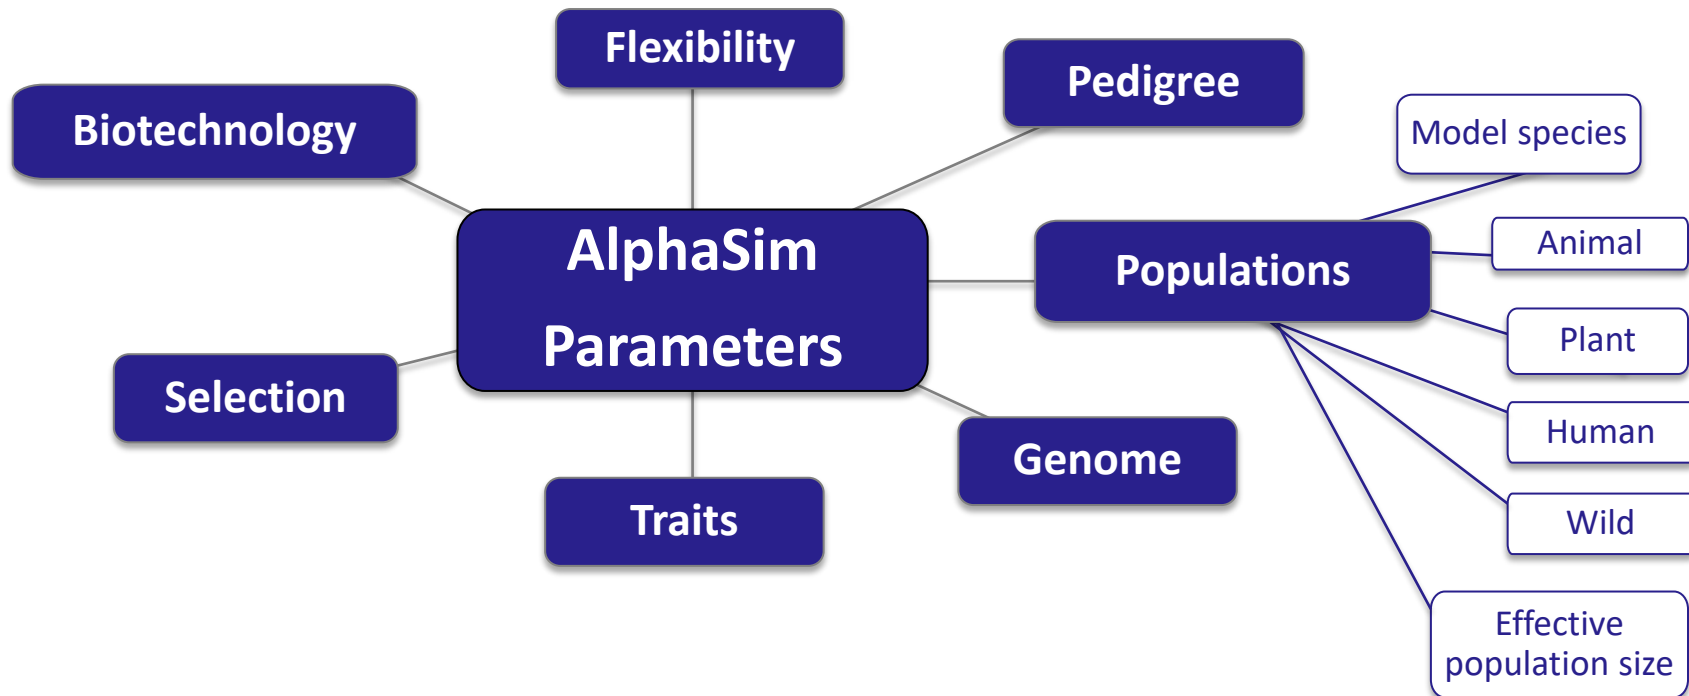 Flexibility
Pedigree
Biotechnology
Model species
AlphaSim
Parameters
Populations
Animal
Plant
Selection
Human
Genome
Traits
Wild
Effective
population size